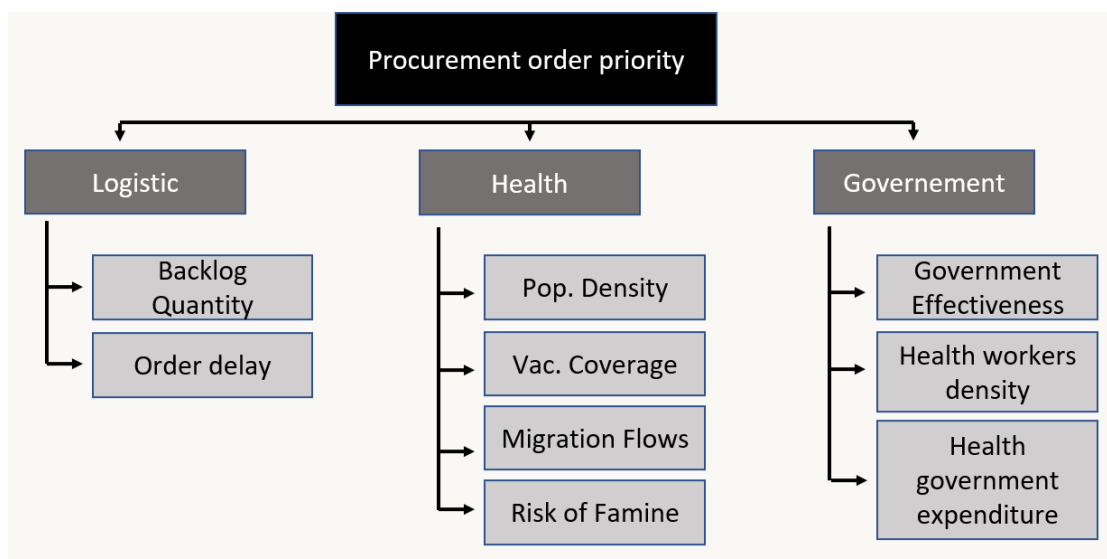 Procurement order priority
Logistic
Health
Governement
Backlog
Quantity
Order delay
Pop. Density
Vac. Coverage
Migration Flows
Risk of Famine
Government
Effectiveness
Health workers
density
Health
government
expenditure